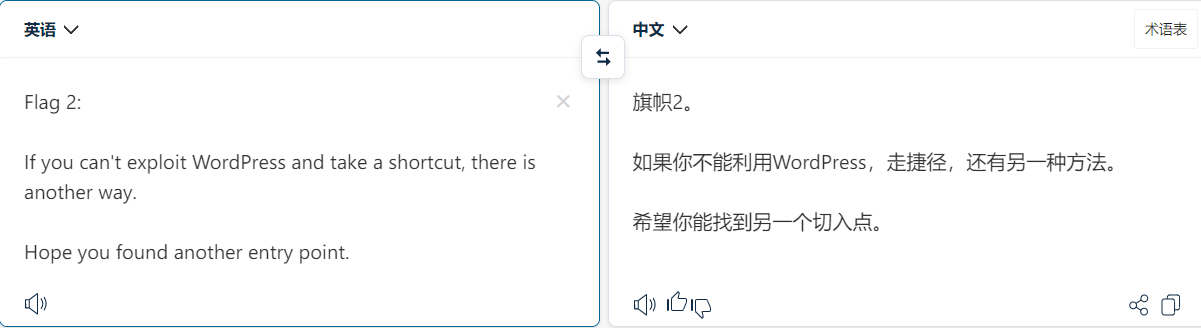 英语
中文
术语表
Flag 2:
If you can't exploit WordPress and take a shortcut, there is
another way.
Hope you found another entry point.
旗帜2。
如果你不能利用WordPress，走捷径，还有另一种方法。
希望你能找到另一个切入点。